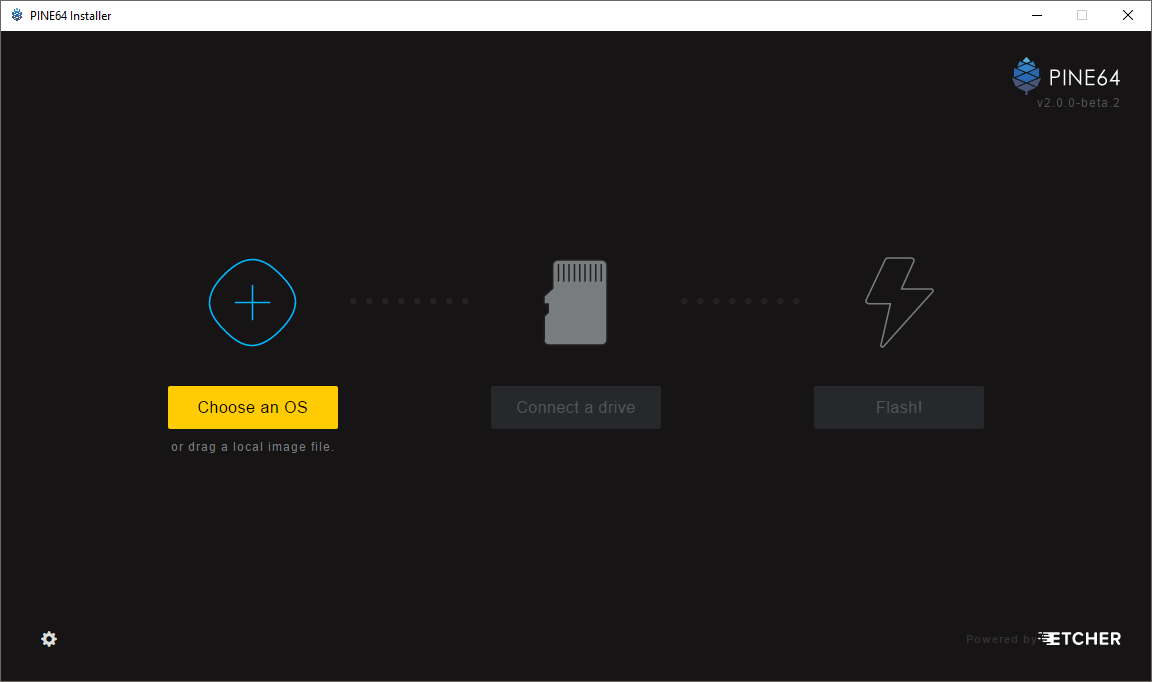 PINE64 Installer
PINE64
v2.0.0-beta.2
Choose an OS
Connect a drive
Flash!
or drag a local image file.
Powered by ETCHER